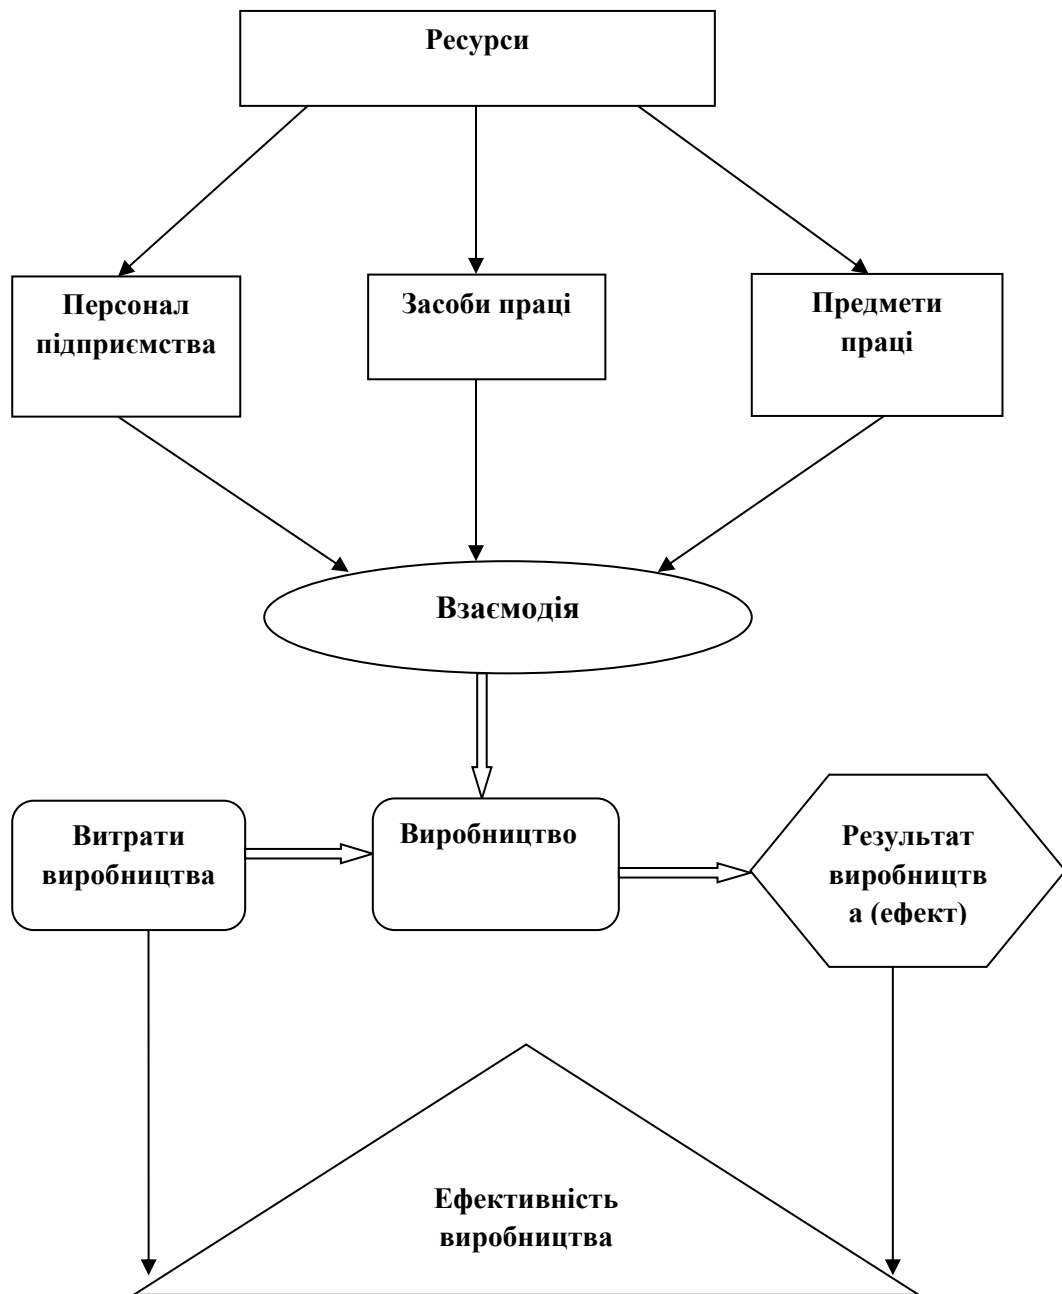 Ресурси
Персонал
підприємства
Засоби праці
Предмети
праці
Взаємодія
Витрати
виробництва
Виробництво
Результат
виробництв
а (ефект)
Ефективність
виробництва